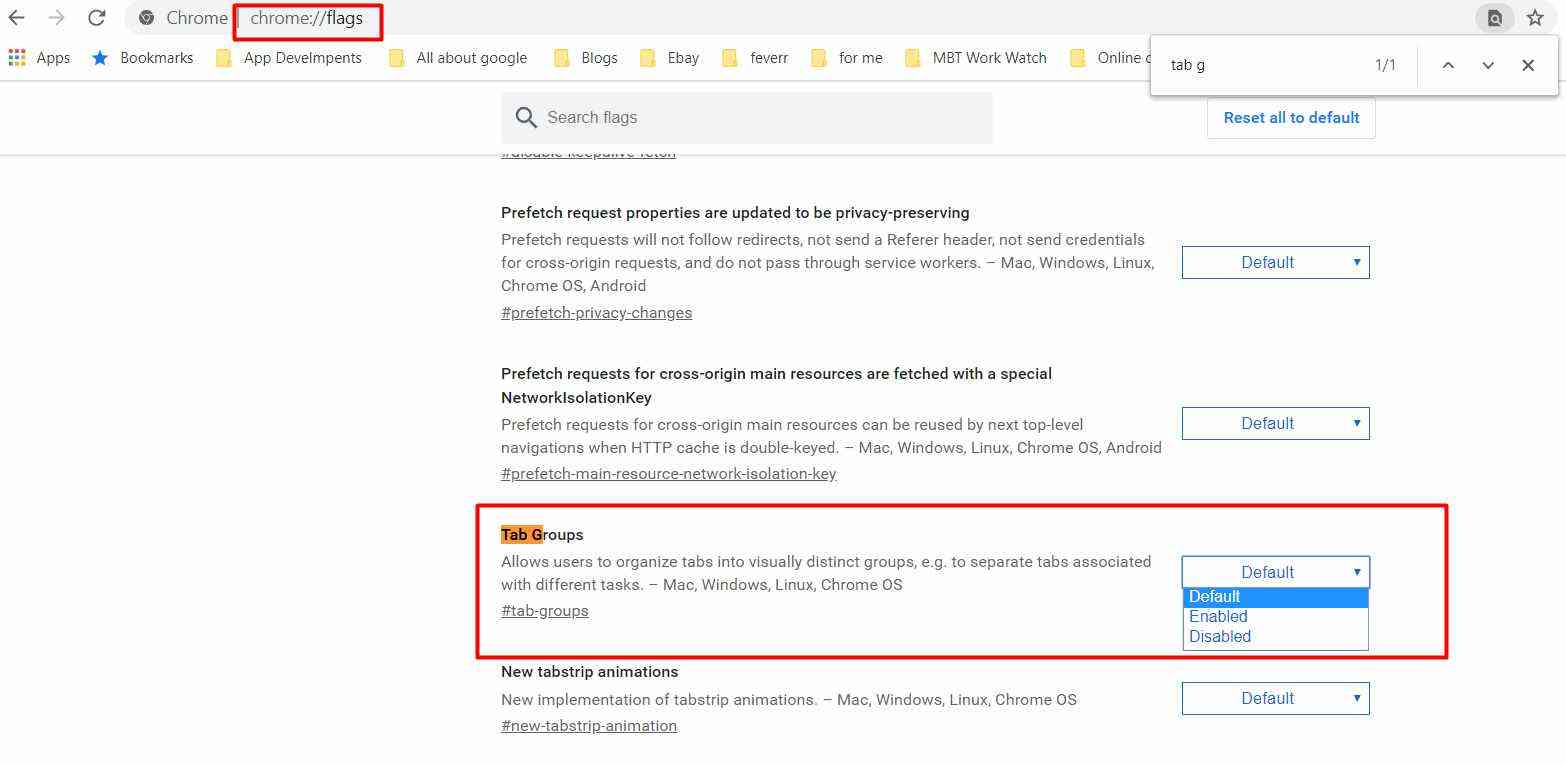 Chrome | chrome://flags
Apps Bookmarks App Develmpents All about google Blogs Ebay feverr for me MBT Work Watch Online
tab g 1/1
Search flags
Reset all to default
#disable-keepalive-fetch
Prefetch request properties are updated to be privacy-preserving
Prefetch requests will not follow redirects, not send a Referer header, not send credentials
for cross-origin requests, and do not pass through service workers. – Mac, Windows, Linux,
Chrome OS, Android
#prefetch-privacy-changes
Default
Prefetch requests for cross-origin main resources are fetched with a special
NetworkIsolationKey
Prefetch requests for cross-origin main resources can be reused by next top-level
navigations when HTTP cache is double-keyed. – Mac, Windows, Linux, Chrome OS, Android
#prefetch-main-resource-network-isolation-key
Default
Tab Groups
Allows users to organize tabs into visually distinct groups, e.g. to separate tabs associated
with different tasks. – Mac, Windows, Linux, Chrome OS
#tab-groups
Default
Default
Enabled
Disabled
New tabstrip animations
New implementation of tabstrip animations. – Mac, Windows, Linux, Chrome OS
#new-tabstrip-animation
Default